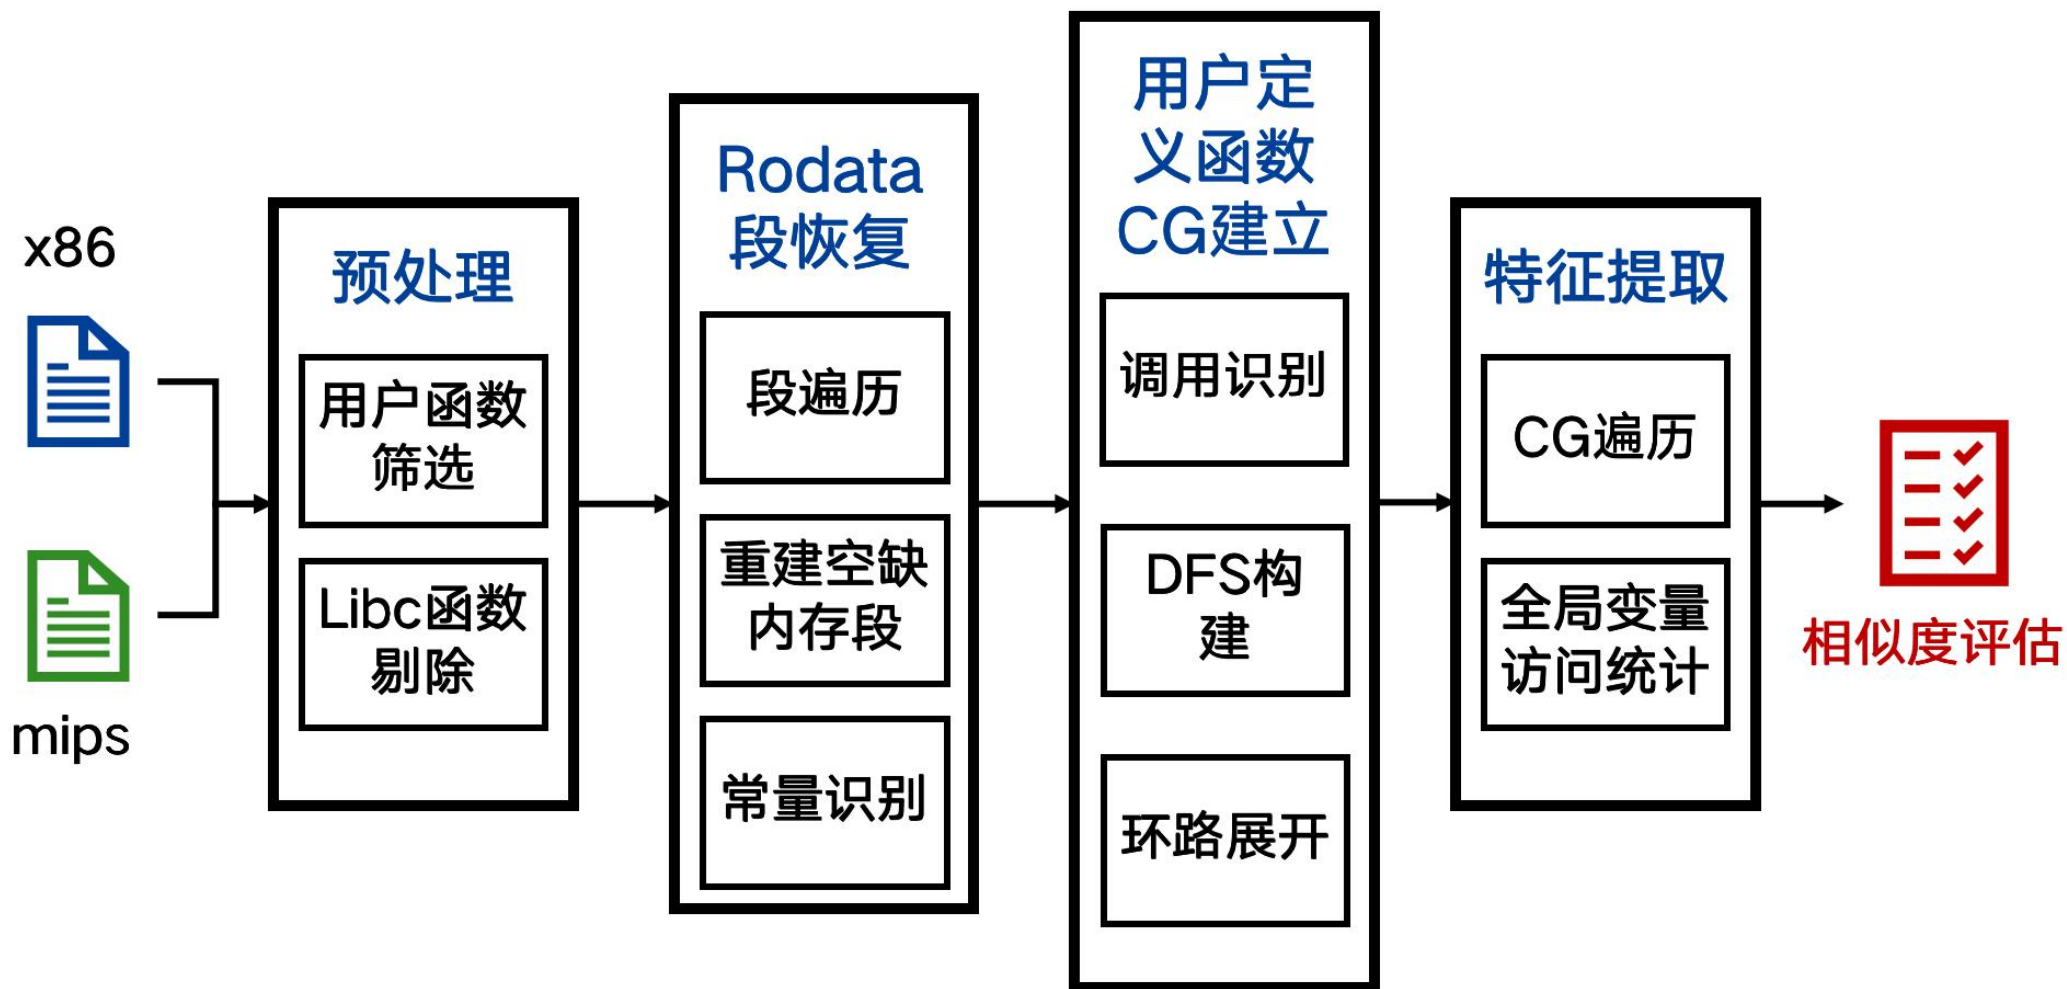 x86
mips
预处理
用户函数
筛选
Libc函数
剔除
Rodata
段恢复
段遍历
重建空缺
内存段
常量识别
用户定
义函数
CG建立
调用识别
DFS构
建
环路展开
特征提取
CG遍历
全局变量
访问统计
相似度评估